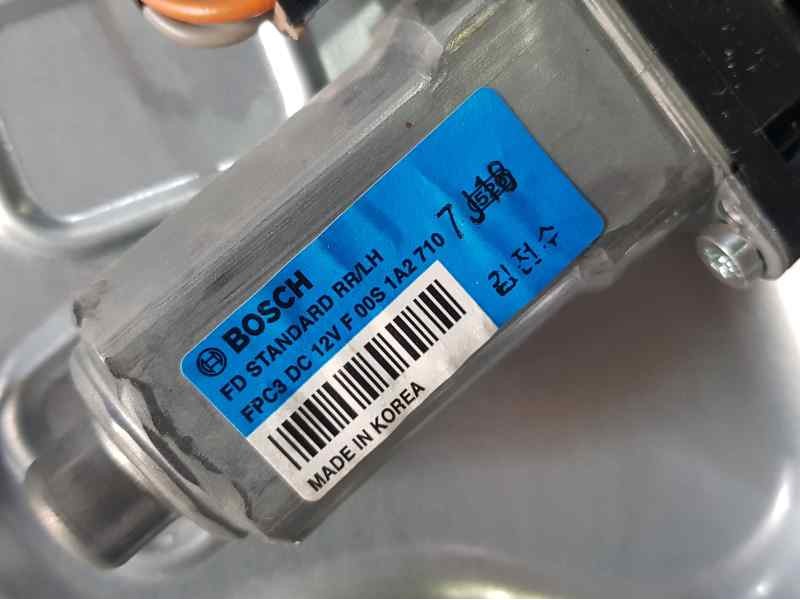 BOSCH
FD STANDARD RR/LH
FPC3 DC 12V F 00S 1A2 710
김전수
MADE IN KOREA